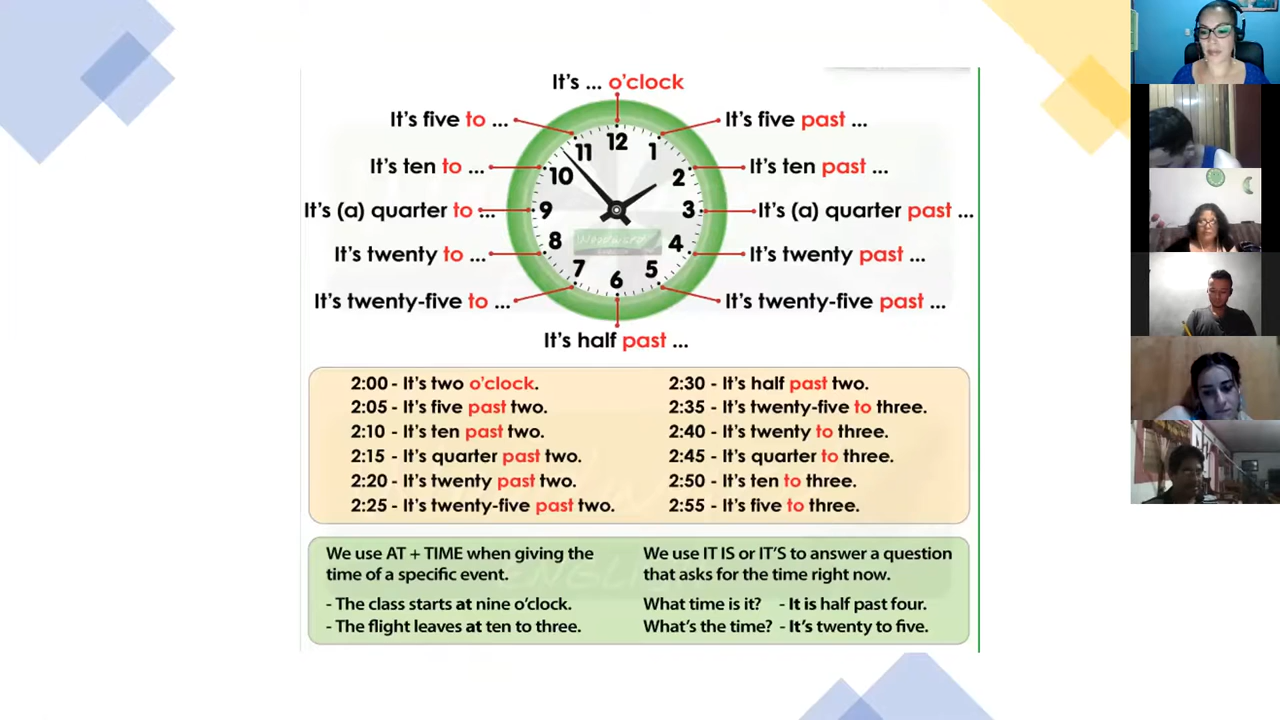 It's ... o'clock
It's five to ...
It's five past ...
It's ten to ...
It's ten past ...
It's (a) quarter to ...
It's (a) quarter past ...
It's twenty to ...
It's twenty past ...
It's twenty-five to ...
It's twenty-five past ...
It's half past ...
12
1
2
3
4
5
6
7
8
9
10
11
Woodward
2:00 - It's two o'clock.
2:05 - It's five past two.
2:10 - It's ten past two.
2:15 - It's quarter past two.
2:20 - It's twenty past two.
2:25 - It's twenty-five past two.
2:30 - It's half past two.
2:35 - It's twenty-five to three.
2:40 - It's twenty to three.
2:45 - It's quarter to three.
2:50 - It's ten to three.
2:55 - It's five to three.
We use AT + TIME when giving the
time of a specific event.
- The class starts at nine o'clock.
- The flight leaves at ten to three.
We use IT IS or IT'S to answer a question
that asks for the time right now.
What time is it? - It is half past four.
What's the time? - It's twenty to five.